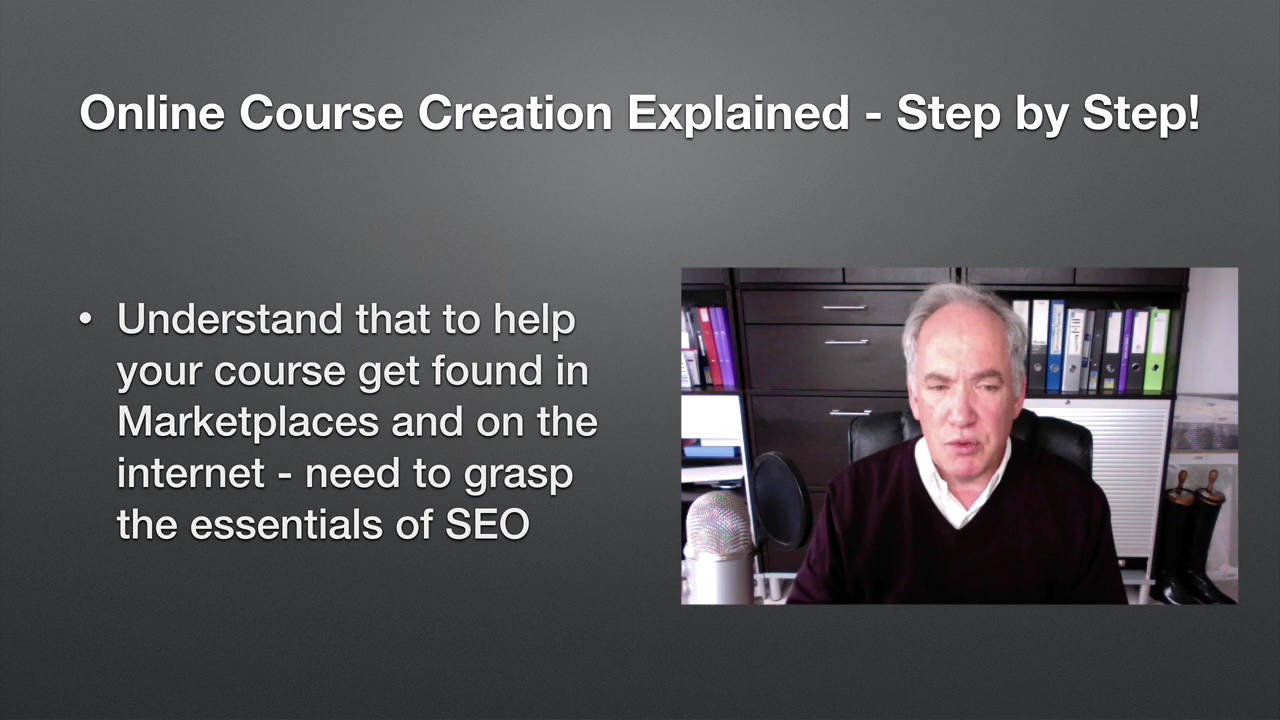 Online Course Creation Explained - Step by Step!
• Understand that to help
your course get found in
Marketplaces and on the
internet - need to grasp
the essentials of SEO